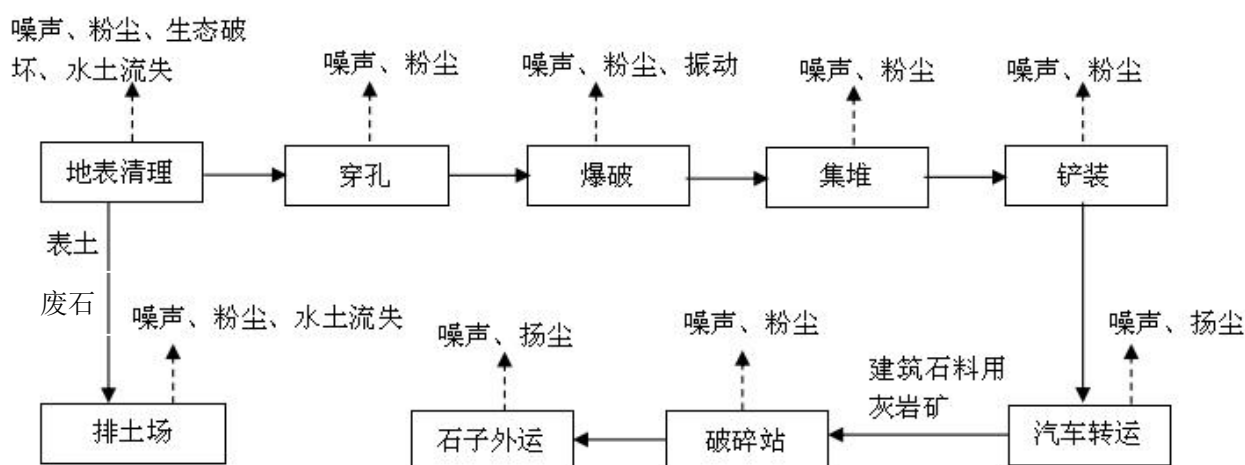 噪声、粉尘、生态破
坏、水土流失
噪声、粉尘
噪声、粉尘、振动
噪声、粉尘
噪声、粉尘
地表清理
穿孔
爆破
集堆
铲装
表土
废石
噪声、粉尘、水土流失
噪声、扬尘
噪声、粉尘
噪声、扬尘
建筑石料用
灰岩矿
排土场
石子外运
破碎站
汽车转运